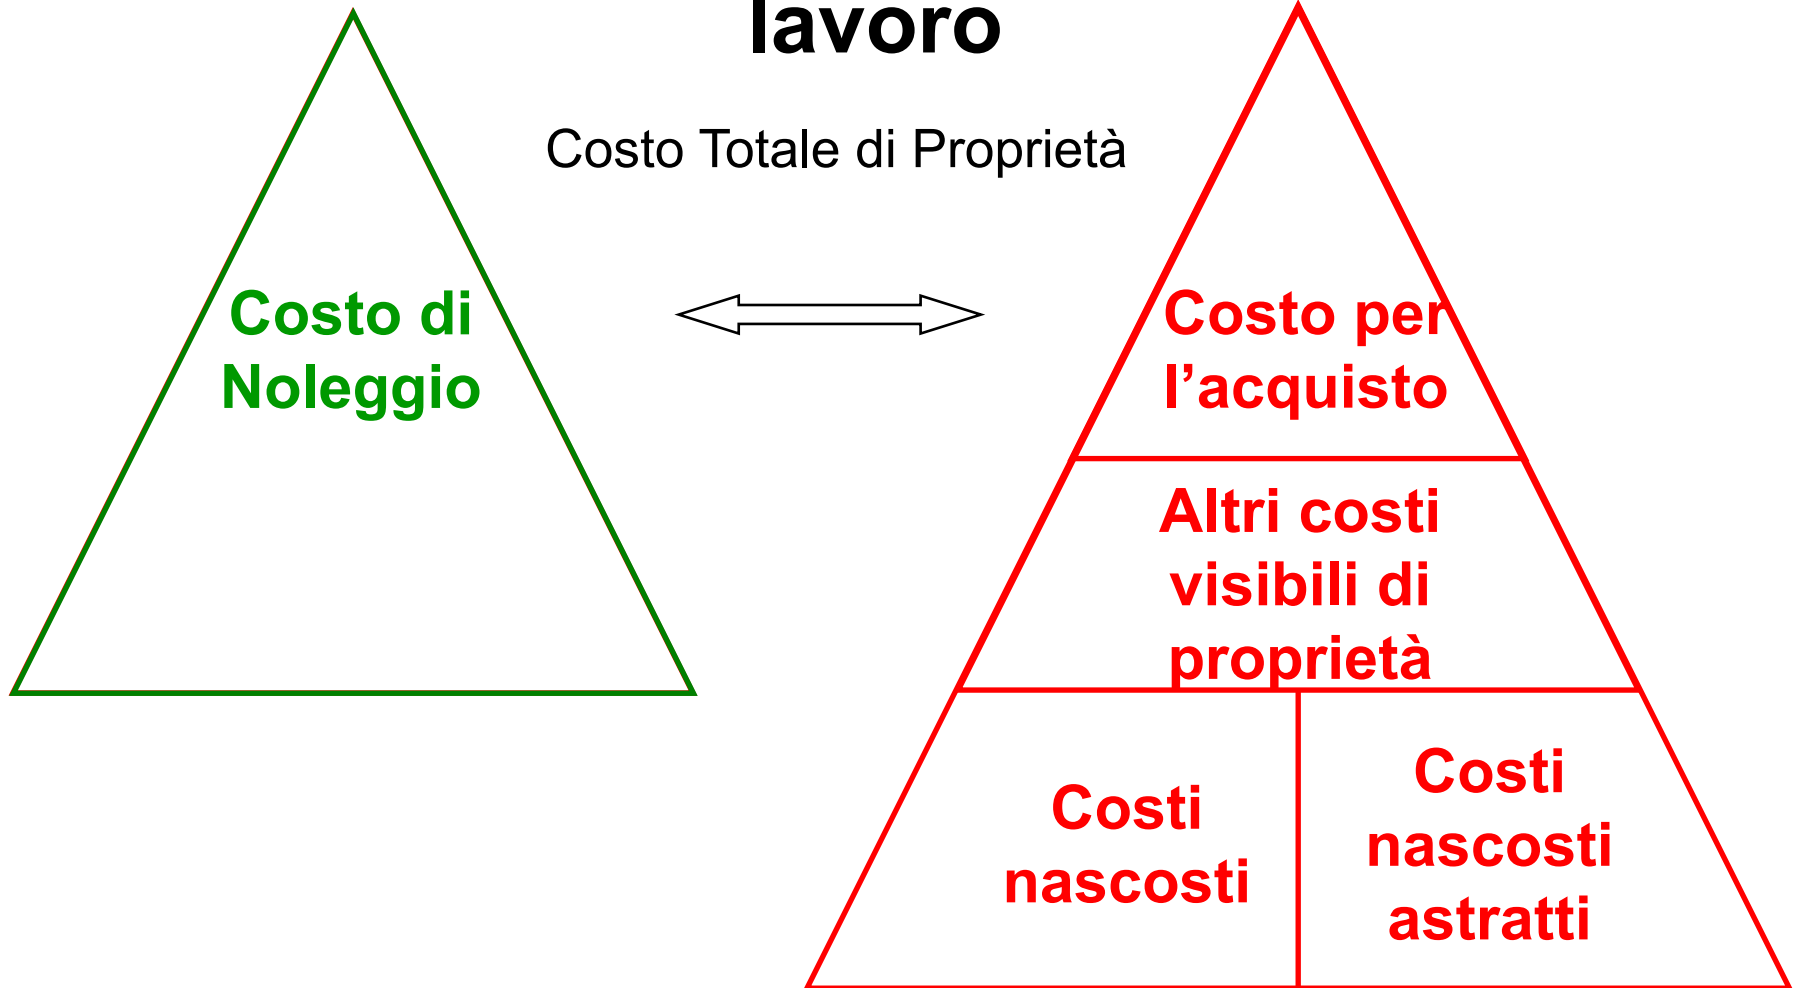 lavoro
Costo Totale di Proprietà
Costo di
Noleggio
Costo per
l’acquisto
Altri costi
visibili di
proprietà
Costi
nascosti
Costi
nascosti
astratti